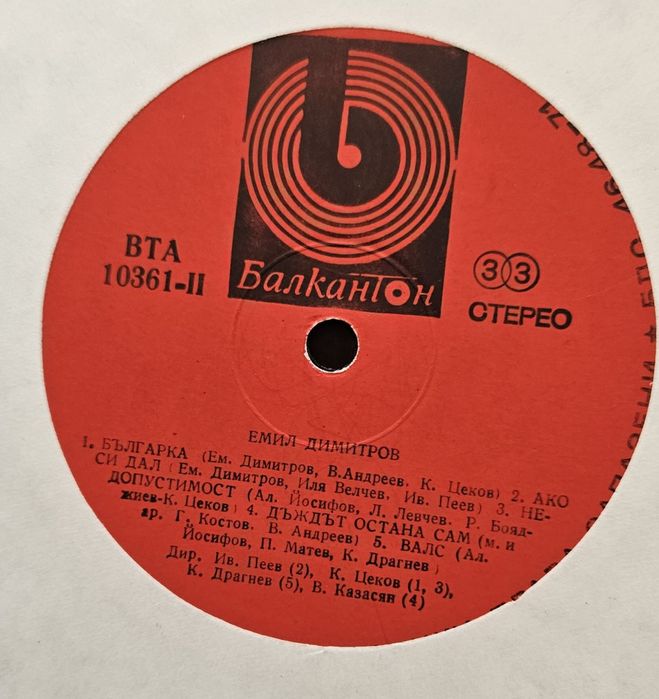 Балкантон
ВТА
10361-II
33
СТЕРЕО
ЕМИЛ ДИМИТРОВ
1. БЪЛГАРКА (Ем. Димитров, В.Андреев, К. Цеков) 2. АКО
СИ ДАЛ (Ем. Димитров, Иля Велчев, Ив. Пеев) 3. НЕ-
ДОПУСТИМОСТ (Ал. Йосифов, Л. Левчев, Р. Бояд-
жиев-К. Цеков) 4. ДЪЖДЪТ ОСТАНА САМ (м. и
ар. Г. Костов. В. Андреев) 5. ВАЛС (Ал.
Йосифов, П. Матев, К. Драгнев)
Дир. Ив. Пеев (2), К. Цеков (1, 3),
К. Драгнев (5), В. Казасян (4)